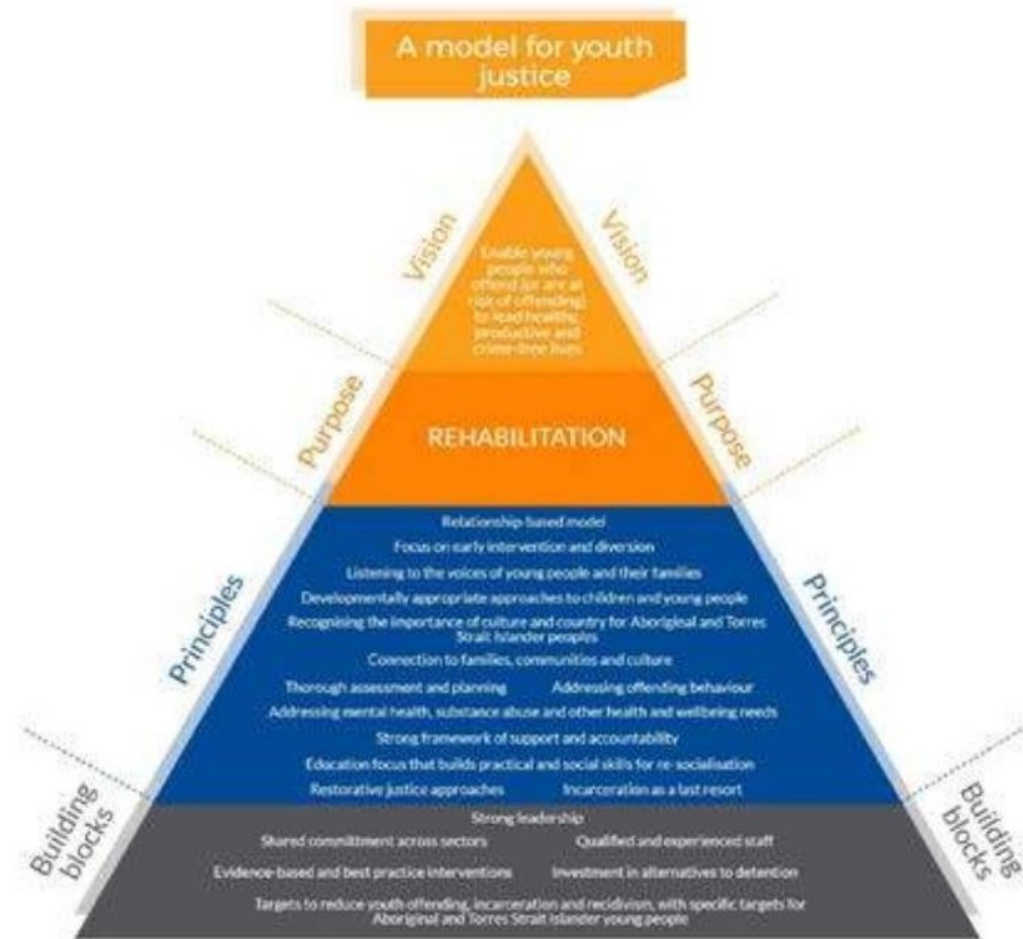 A model for youth
justice
Vision
Vision
Enable young
people who
offend (or are at
risk of offending)
to lead healthy,
productive and
crime-free lives
Purpose
Purpose
REHABILITATION
Principles
Principles
Relationship-based model
Focus on early intervention and diversion
Listening to the voices of young people and their families
Developmentally appropriate approaches to children and young people
Recognising the importance of culture and country for Aboriginal and Torres
Strait Islander peoples
Connection to families, communities and culture
Thorough assessment and planning
Addressing offending behaviour
Addressing mental health, substance abuse and other health and wellbeing needs
Strong framework of support and accountability
Education focus that builds practical and social skills for re-socialisation
Restorative justice approaches
Incarceration as a last resort
Building
blocks
Building
blocks
Strong leadership
Shared committment across sectors
Qualified and experienced staff
Evidence-based and best practice interventions
Investment in alternatives to detention
Targets to reduce youth offending, incarceration and recidivism, with specific targets for
Aboriginal and Torres Strait Islander young people